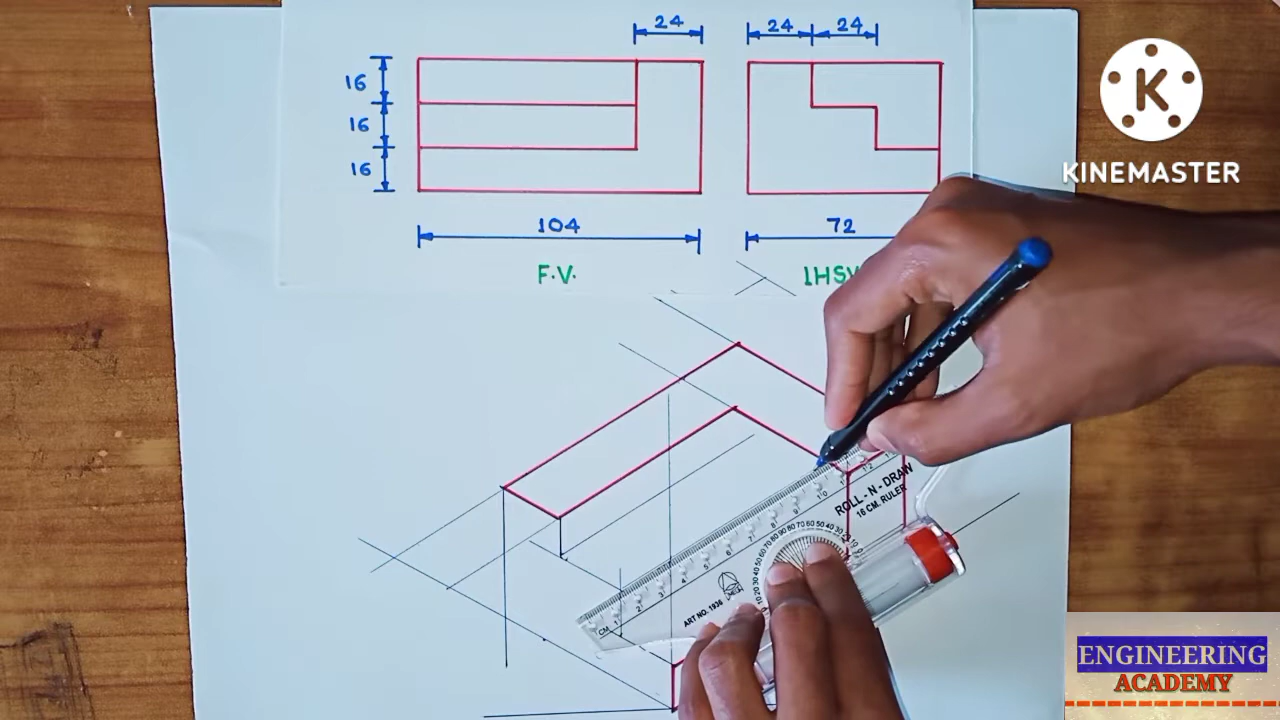 24
24 24
16
16
16
104
72
F.V.
KINEMASTER
ROLL - N - DRAW
16 CM. RULER
ART NO. 1936
CM
ENGINEERING
ACADEMY